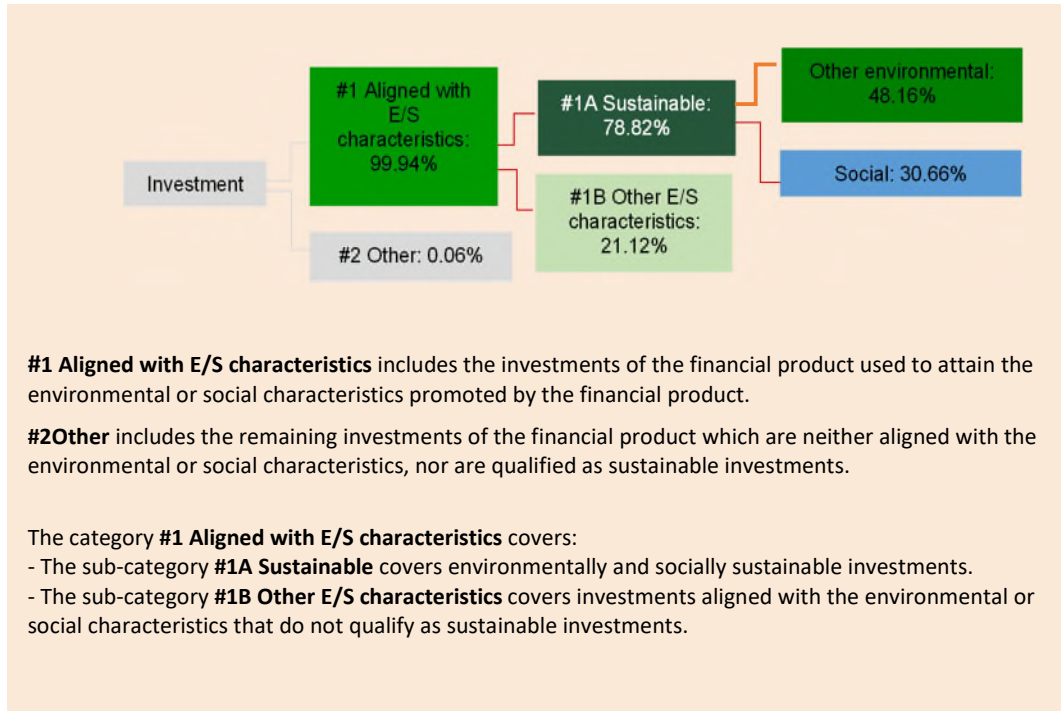 Investment
#1 Aligned with
E/S
characteristics:
99.94%
#2 Other: 0.06%
#1A Sustainable:
78.82%
#1B Other E/S
characteristics:
21.12%
Other environmental:
48.16%
Social: 30.66%
#1 Aligned with E/S characteristics includes the investments of the financial product used to attain the
environmental or social characteristics promoted by the financial product.
#2Other includes the remaining investments of the financial product which are neither aligned with the
environmental or social characteristics, nor are qualified as sustainable investments.
The category #1 Aligned with E/S characteristics covers:
- The sub-category #1A Sustainable covers environmentally and socially sustainable investments.
- The sub-category #1B Other E/S characteristics covers investments aligned with the environmental or
social characteristics that do not qualify as sustainable investments.